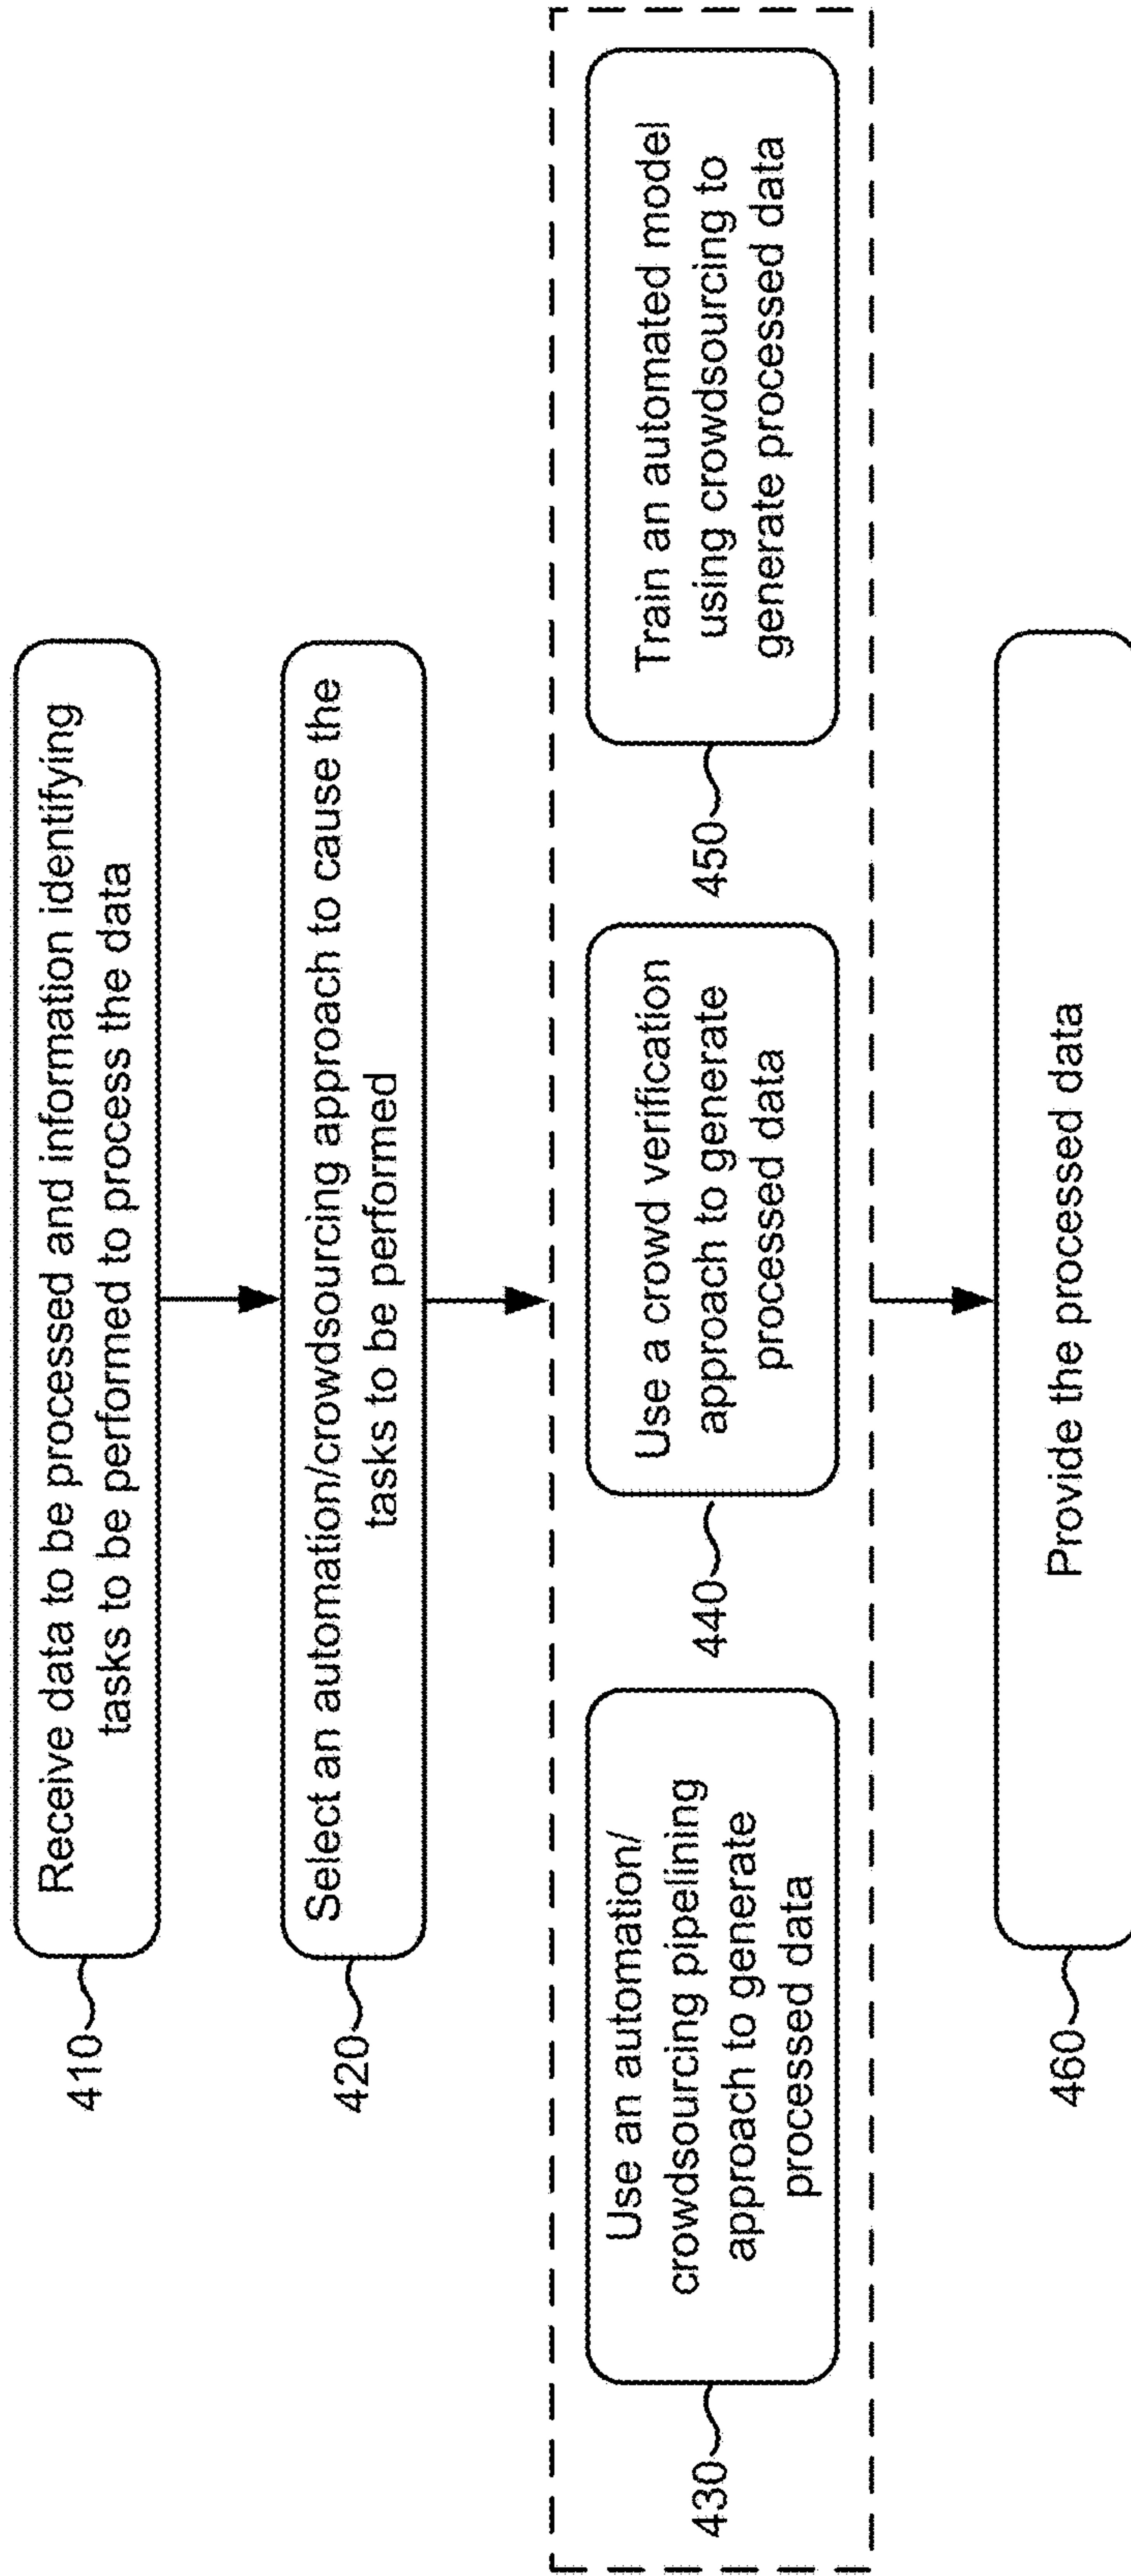 410
Receive data to be processed and information identifying
tasks to be performed to process the data
420
Select an automation/crowdsourcing approach to cause the
tasks to be performed
430
Use an automation/
crowdsourcing pipelining
approach to generate
processed data
440
Use a crowd verification
approach to generate
processed data
450
Train an automated model
using crowdsourcing to
generate processed data
460
Provide the processed data